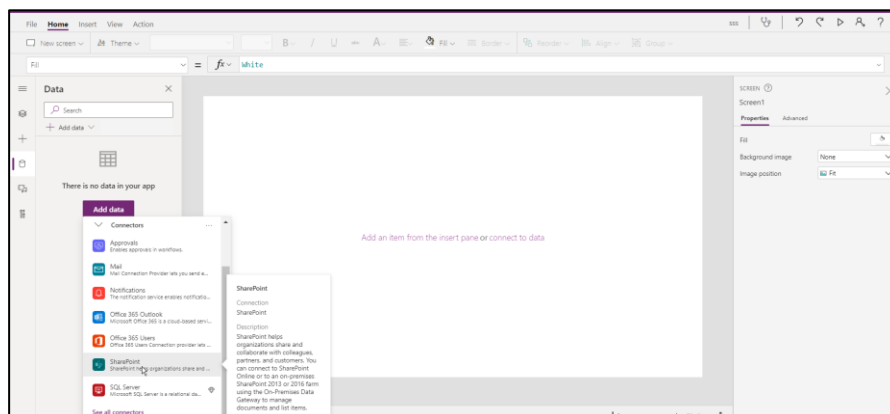 File Home Insert View Action
New screen Theme B / U abc A Fill Border Reorder Align Group
Fill = fx White
Data
Search
Add data
There is no data in your app
Add data
Connectors ...
Approvals
Enables approvals in workflows.
Mail
Mail Connection Provider lets you send e...
Notifications
The notification service enables notificatio...
Office 365 Outlook
Microsoft Office 365 is a cloud-based servi...
Office 365 Users
Office 365 Users Connection provider lets ...
SharePoint
SharePoint helps organizations share and ...
SQL Server
Microsoft SQL Server is a relational da...
See all connectors
SharePoint
Connection
SharePoint
Description
SharePoint helps
organizations share and
collaborate with colleagues,
partners, and customers. You
can connect to SharePoint
Online or to an on-premises
SharePoint 2013 or 2016 farm
using the On-Premises Data
Gateway to manage
documents and list items.
Add an item from the insert pane or connect to data
SCREEN ?
Screen1
Properties Advanced
Fill
Background image None
Image position Fit